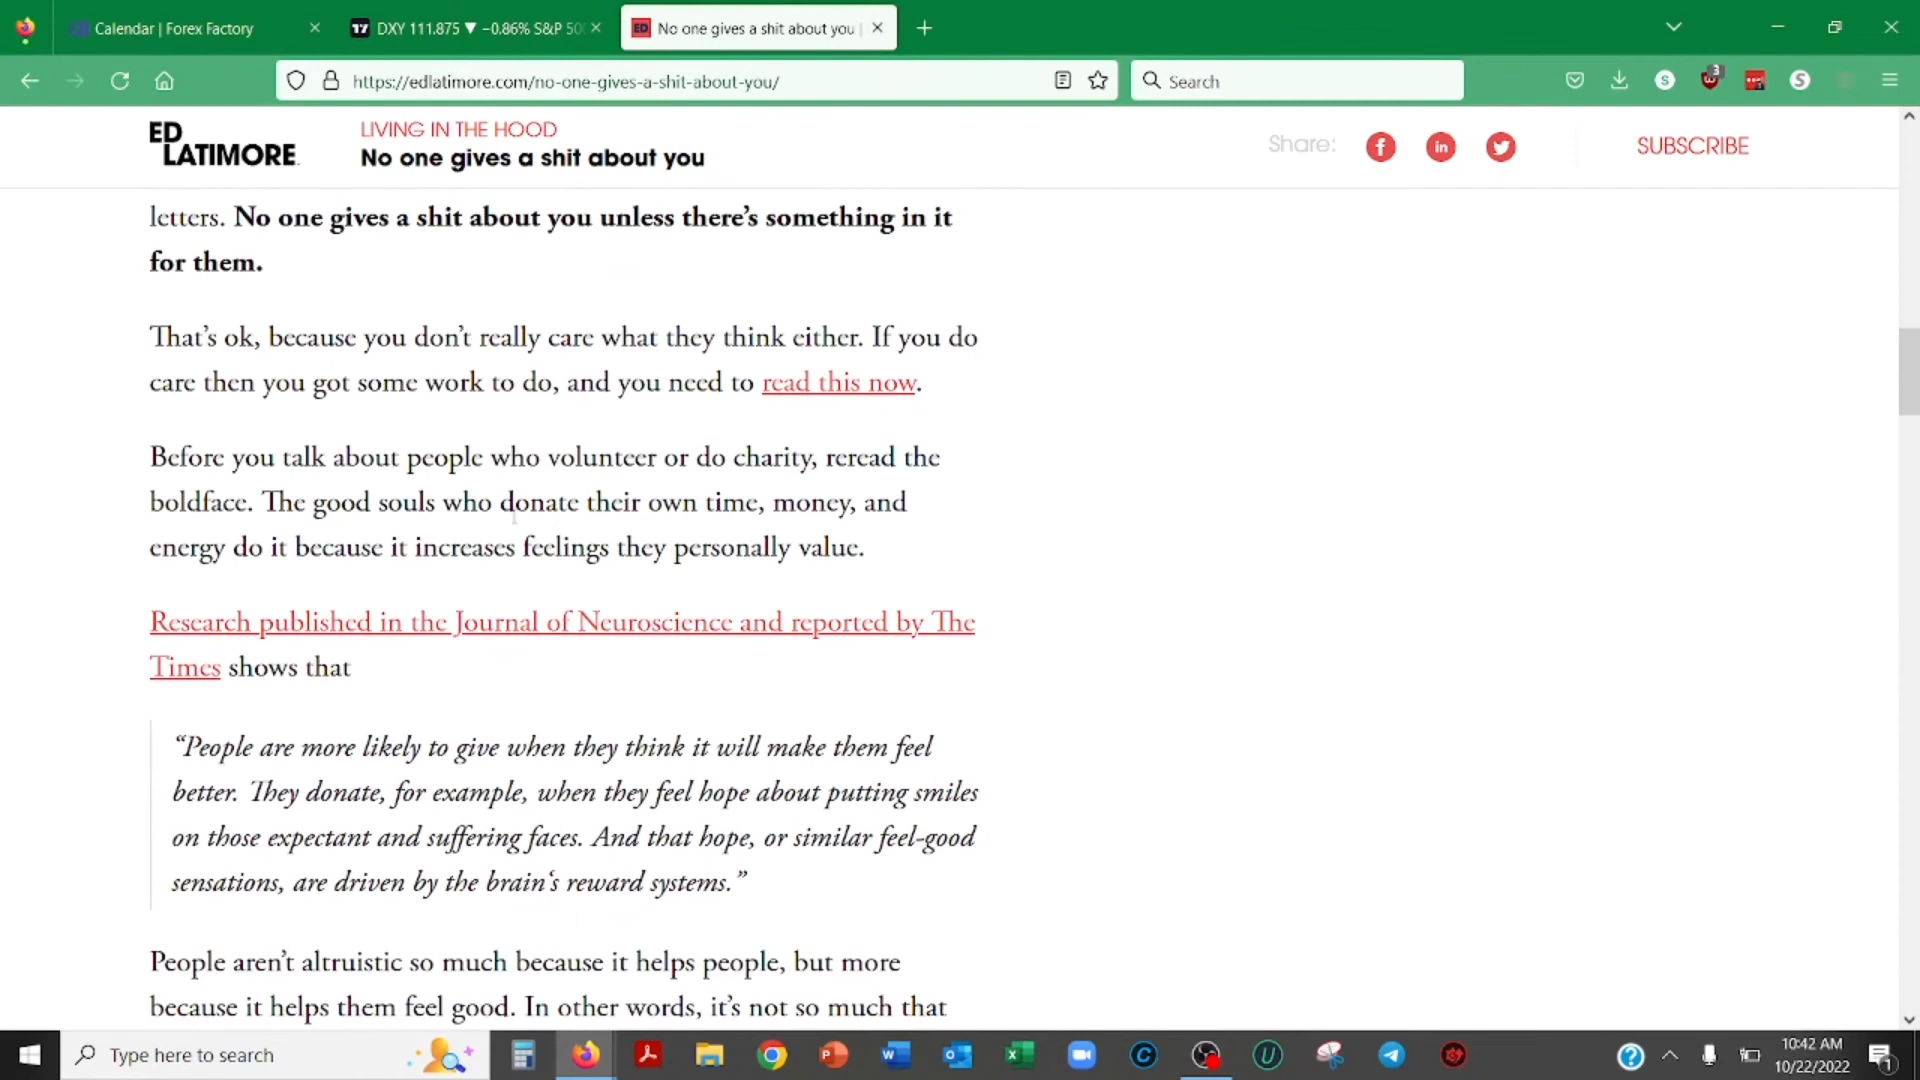 Calendar | Forex Factory
DXY 111.875 ▼ −0.86% S&P 50
No one gives a shit about you |
https://edlatimore.com/no-one-gives-a-shit-about-you/
Search
3
ED
LATIMORE
LIVING IN THE HOOD
No one gives a shit about you
Share:
SUBSCRIBE
letters. No one gives a shit about you unless there’s something in it
for them.
That’s ok, because you don’t really care what they think either. If you do
care then you got some work to do, and you need to read this now.
Before you talk about people who volunteer or do charity, reread the
boldface. The good souls who donate their own time, money, and
energy do it because it increases feelings they personally value.
Research published in the Journal of Neuroscience and reported by The
Times shows that
“People are more likely to give when they think it will make them feel
better. They donate, for example, when they feel hope about putting smiles
on those expectant and suffering faces. And that hope, or similar feel-good
sensations, are driven by the brain‘s reward systems.”
People aren’t altruistic so much because it helps people, but more
because it helps them feel good. In other words, it’s not so much that
Type here to search
10:42 AM
10/22/2022
1